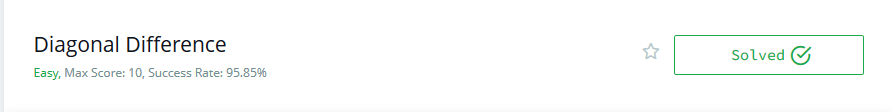 Diagonal Difference
Solved
Easy, Max Score: 10, Success Rate: 95.85%